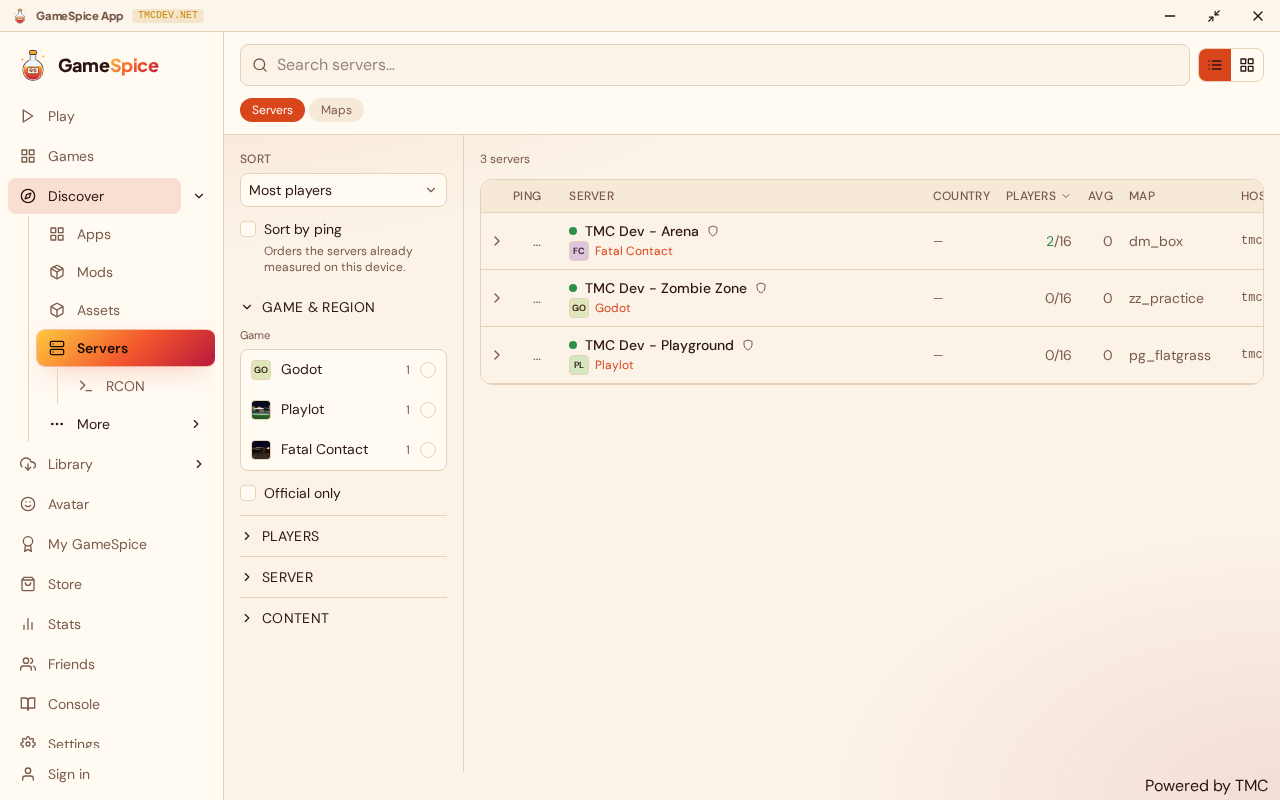 GameSpice App TMCDEV.NET
GameSpice
Play
Games
Discover
Apps
Mods
Assets
Servers
RCON
More
Library
Avatar
My GameSpice
Store
Stats
Friends
Console
Settings
Sign in
Search servers...
Servers Maps
SORT
Most players
Sort by ping
Orders the servers already
measured on this device.
GAME & REGION
Game
GO Godot 1
Playlot 1
Fatal Contact 1
Official only
PLAYERS
SERVER
CONTENT
3 servers
PING SERVER COUNTRY PLAYERS AVG MAP HOS
... TMC Dev - Arena — 2/16 0 dm_box tmc
FC Fatal Contact
... TMC Dev - Zombie Zone — 0/16 0 zz_practice tmc
GO Godot
... TMC Dev - Playground — 0/16 0 pg_flatgrass tmc
PL Playlot
Powered by TMC